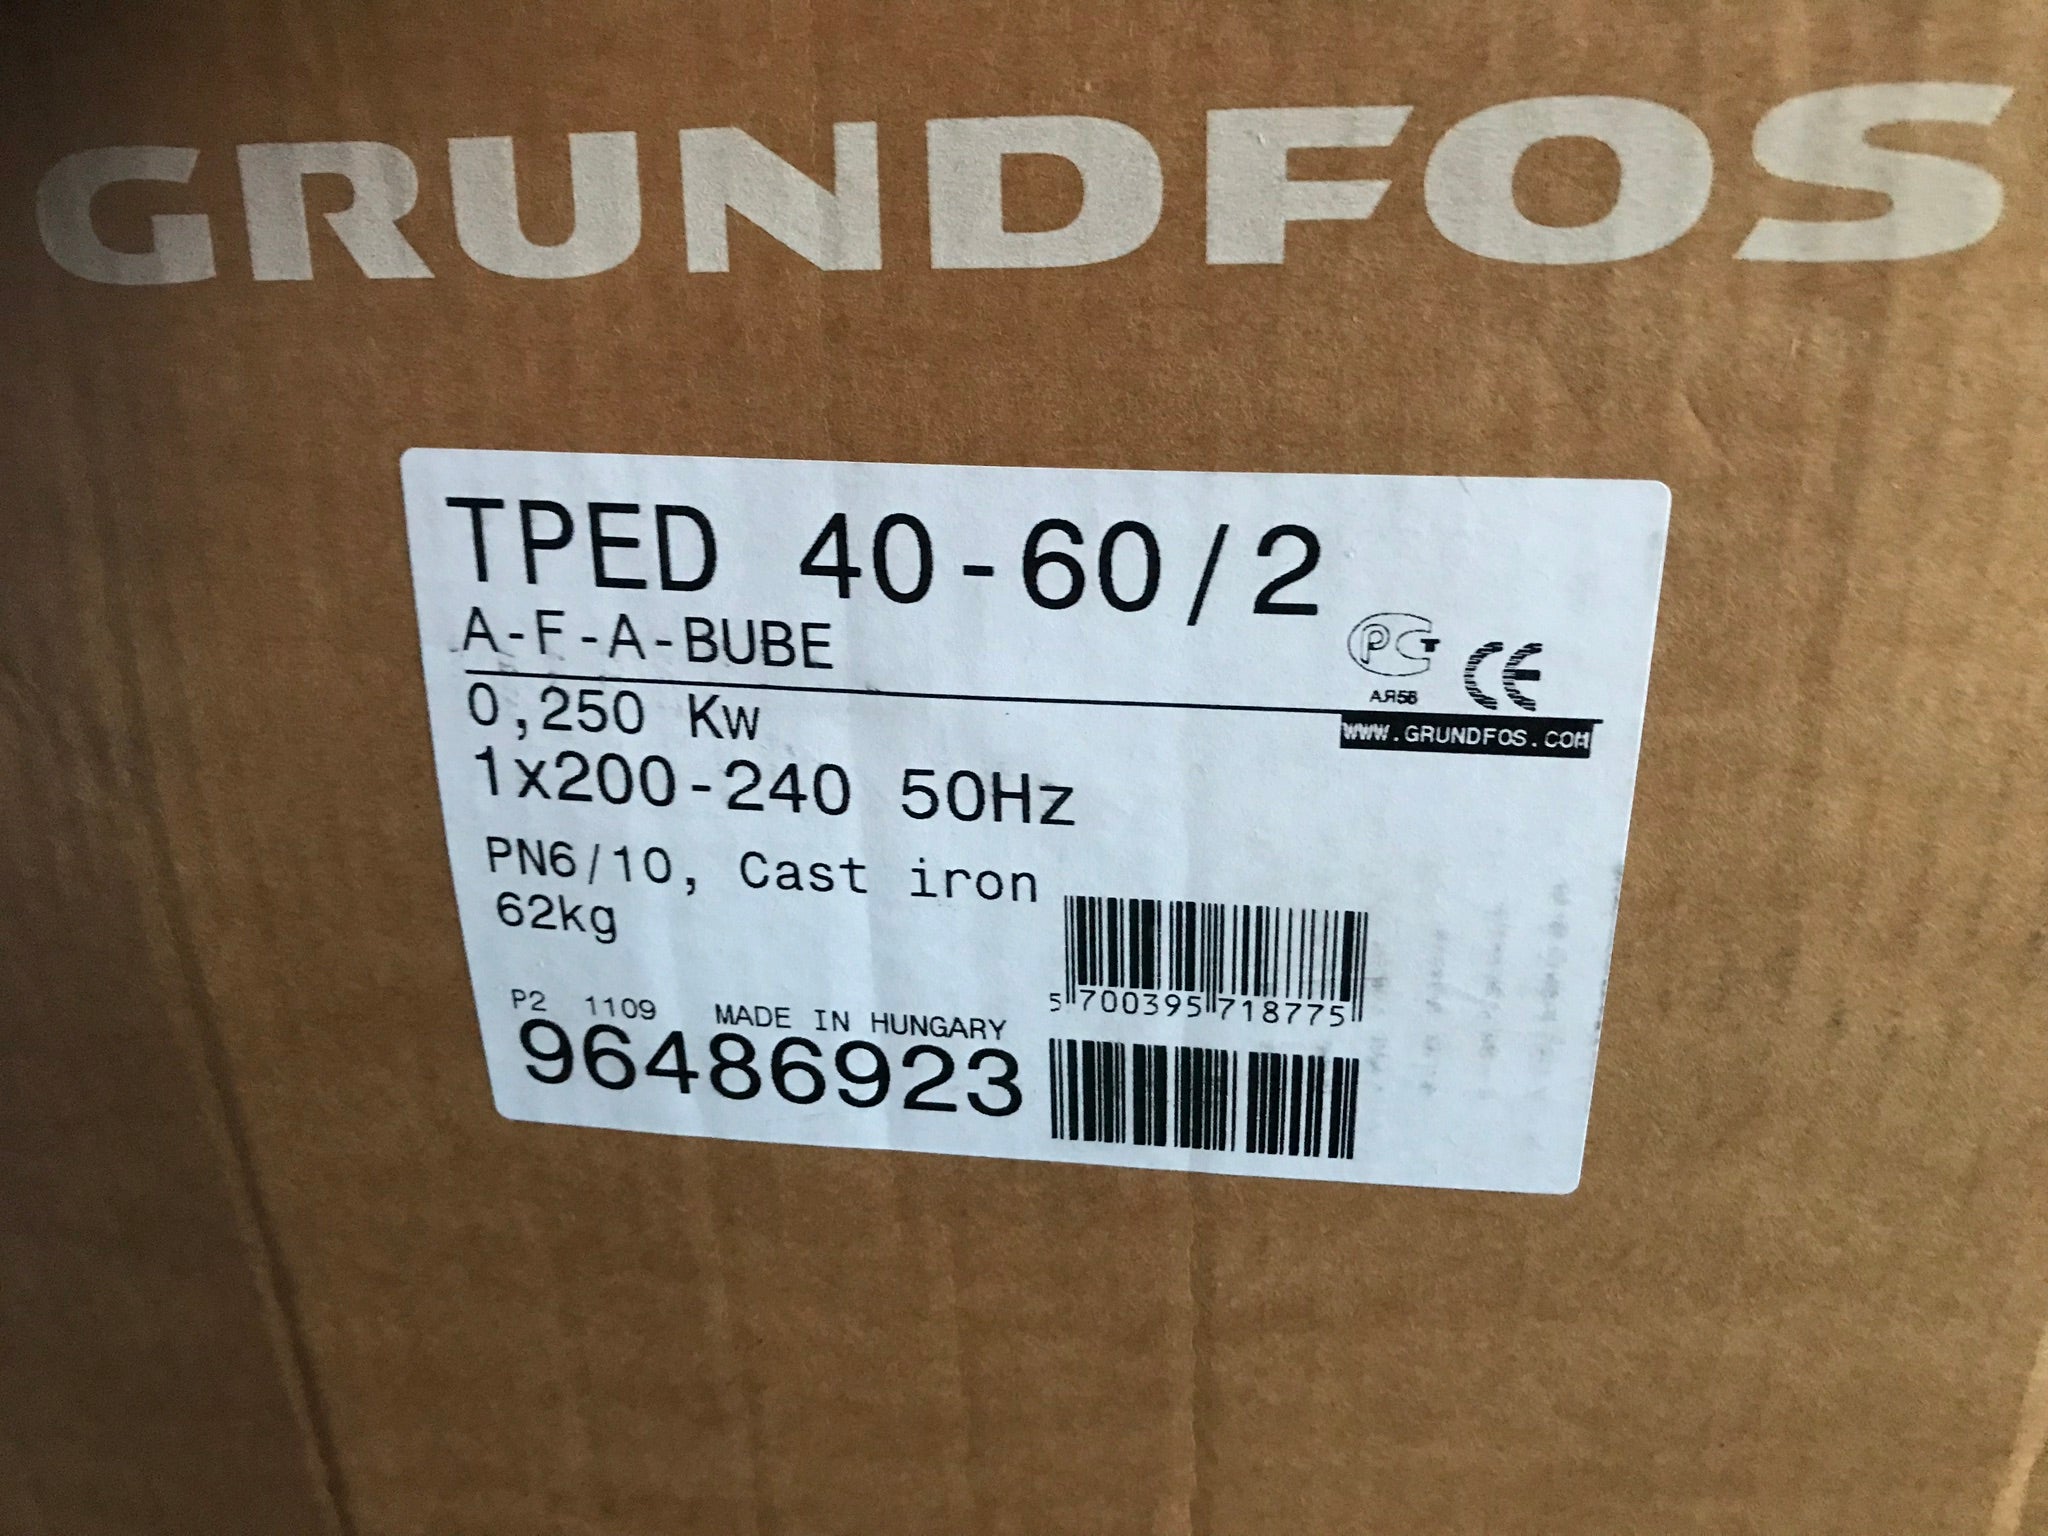 GRUNDFOS
TPED 40-60/2
A-F-A-BUBE
АЯ56
0,250 Kw
WWW.GRUNDFOS.COM
1x200-240 50Hz
PN6/10, Cast iron
62kg
5 700395 718775
P2 1109 MADE IN HUNGARY
96486923